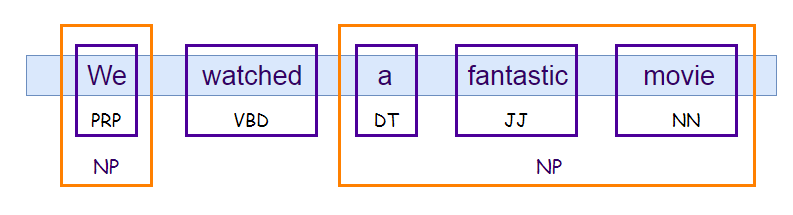 We watched a fantastic movie
PRP VBD DT JJ NN
NP NP